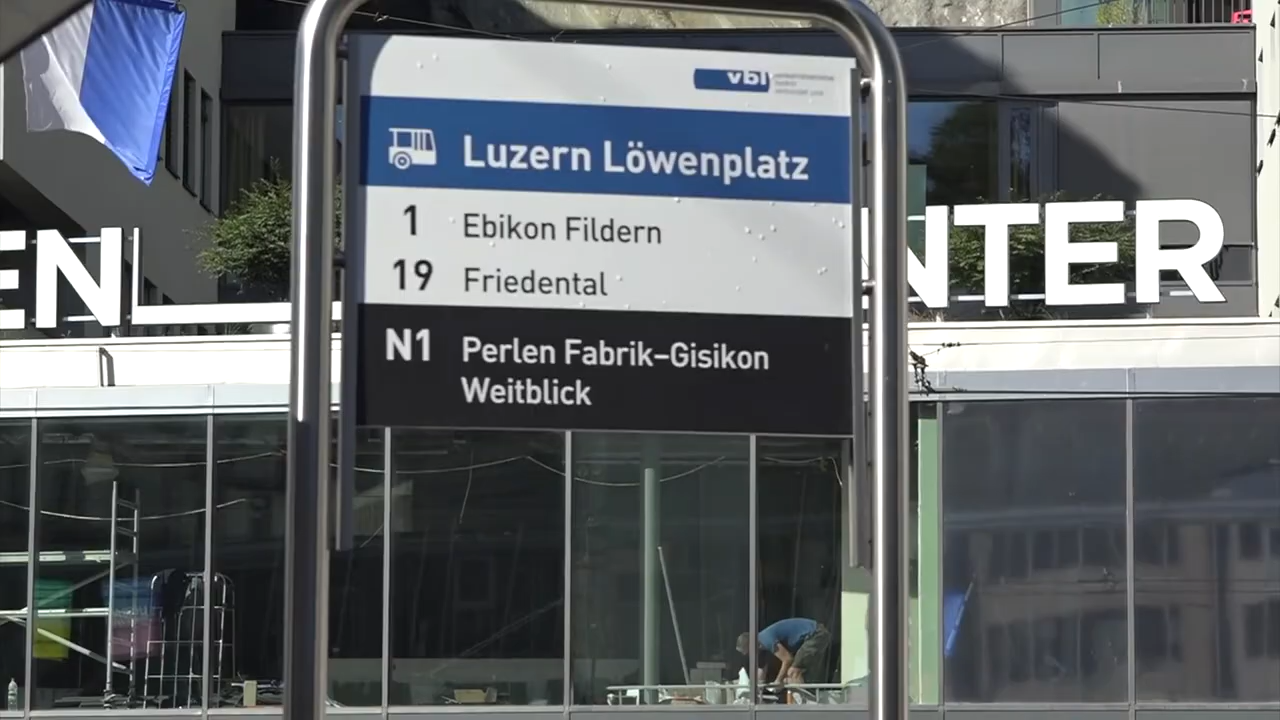 vbl
Luzern Löwenplatz
1 Ebikon Fildern
19 Friedental
N1 Perlen Fabrik–Gisikon
Weitblick
EN
NTER